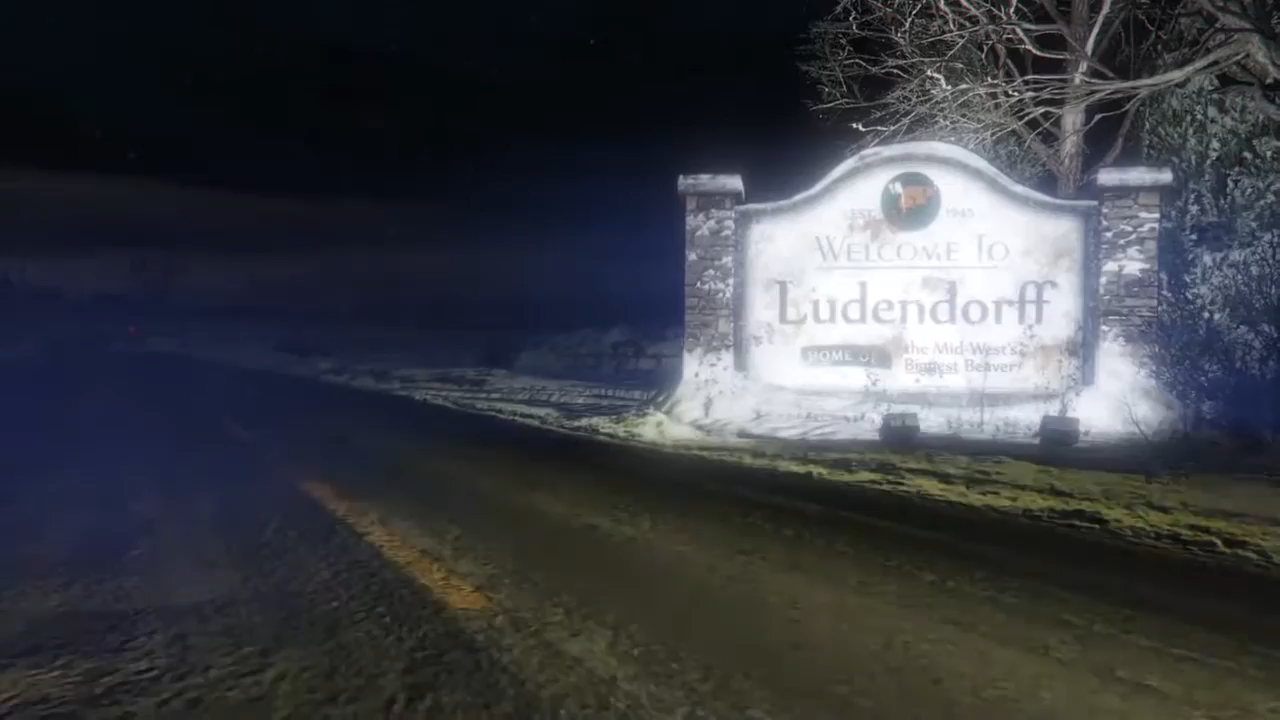 EST. 1945
WELCOME TO
Ludendorff
HOME OF
the Mid-West's
Biggest Beaver!